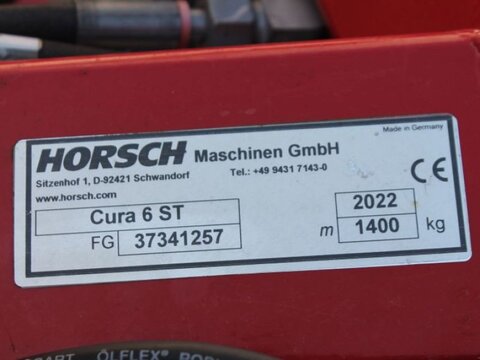 HORSCH Maschinen GmbH
Made in Germany
Sitzenhof 1, D-92421 Schwandorf Tel.: +49 9431 7143-0
www.horsch.com
CE
Cura 6 ST 2022
FG 37341257 m 1400 kg
ÖLFLEX®